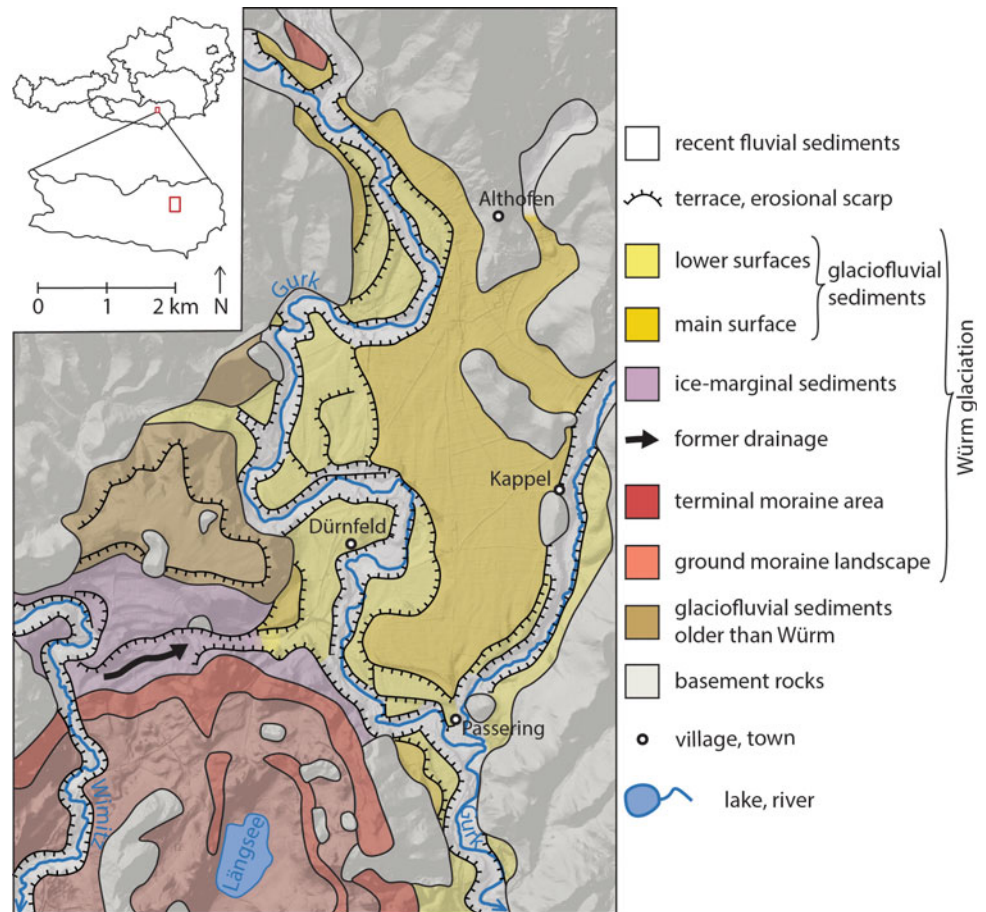 0 1 2 km N
Althofen
Gurk
Kappel
Dürnfeld
Passering
Wimitz
Längsee
Gurk
recent fluvial sediments
terrace, erosional scarp
lower surfaces
main surface
glaciofluvial
sediments
ice-marginal sediments
former drainage
terminal moraine area
ground moraine landscape
Würm glaciation
glaciofluvial sediments
older than Würm
basement rocks
village, town
lake, river